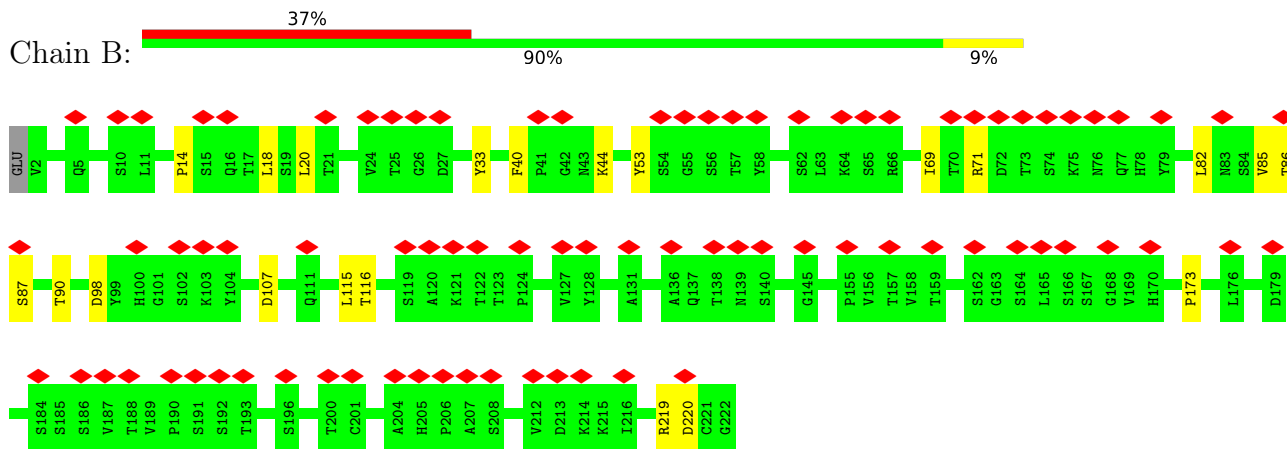 37%
Chain B:
90% 9%
GLU V2 Q5 S10 L11 P14 S15 Q16 T17 L18 S19 L20 T21 V24 T25 G26 D27 Y33 F40 P41 G42 N43 K44 Y53 S54 G55 S56 T57 Y58 S62 L63 K64 S65 R66 I69 T70 R71 D72 T73 S74 K75 N76 Q77 H78 Y79 L82 N83 S84 V85 T86
S87 T90 D98 Y99 H100 G101 S102 K103 Y104 D107 Q111 L115 T116 S119 A120 K121 T122 T123 P124 V127 Y128 A131 A136 Q137 T138 N139 S140 G145 P155 V156 T157 V158 T159 S162 G163 S164 L165 S166 S167 G168 V169 H170 P173 L176 D179
S184 S185 S186 V187 T188 V189 P190 S191 S192 T193 S196 T200 C201 A204 H205 P206 A207 S208 V212 D213 K214 K215 I216 R219 D220 C221 G222